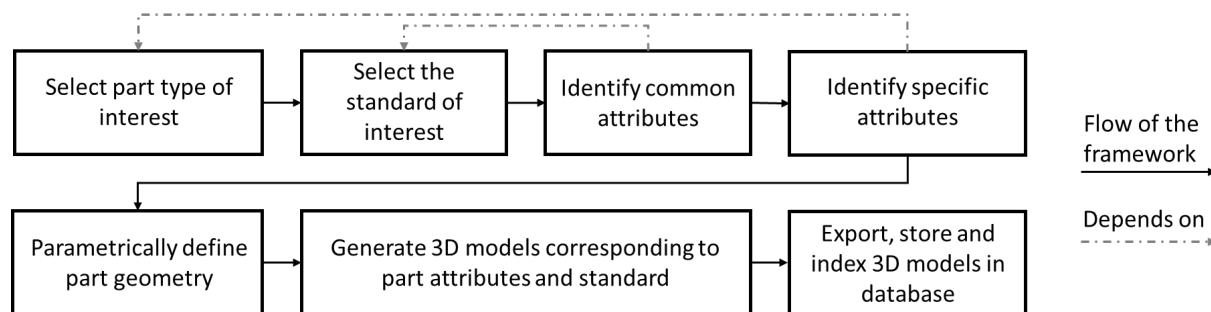 Select part type of
interest
Select the
standard of
interest
Identify common
attributes
Identify specific
attributes
Flow of the
framework
Depends on
Parametrically define
part geometry
Generate 3D models corresponding to
part attributes and standard
Export, store and
index 3D models in
database